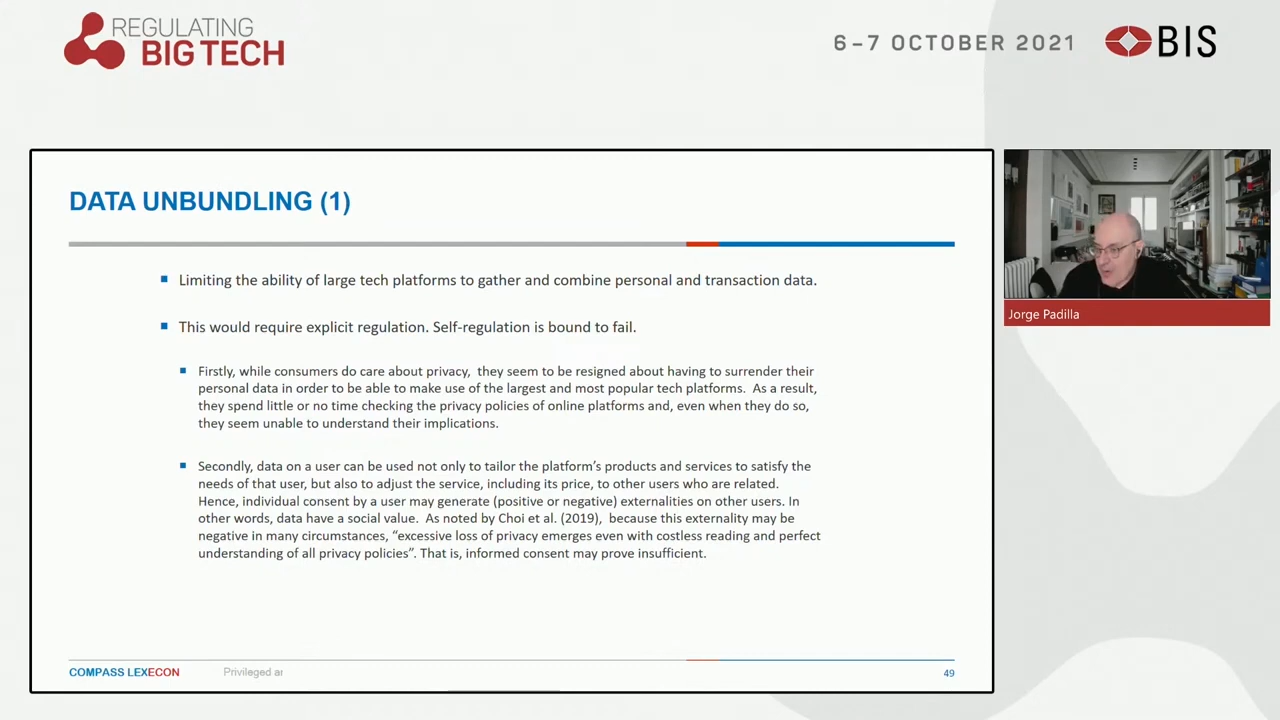 REGULATING
BIG TECH
6–7 OCTOBER 2021
BIS
DATA UNBUNDLING (1)
Limiting the ability of large tech platforms to gather and combine personal and transaction data.
This would require explicit regulation. Self-regulation is bound to fail.
Firstly, while consumers do care about privacy, they seem to be resigned about having to surrender their
personal data in order to be able to make use of the largest and most popular tech platforms. As a result,
they spend little or no time checking the privacy policies of online platforms and, even when they do so,
they seem unable to understand their implications.
Secondly, data on a user can be used not only to tailor the platform’s products and services to satisfy the
needs of that user, but also to adjust the service, including its price, to other users who are related.
Hence, individual consent by a user may generate (positive or negative) externalities on other users. In
other words, data have a social value. As noted by Choi et al. (2019), because this externality may be
negative in many circumstances, “excessive loss of privacy emerges even with costless reading and perfect
understanding of all privacy policies”. That is, informed consent may prove insufficient.
COMPASS LEXECON
Privileged ar
49
Jorge Padilla